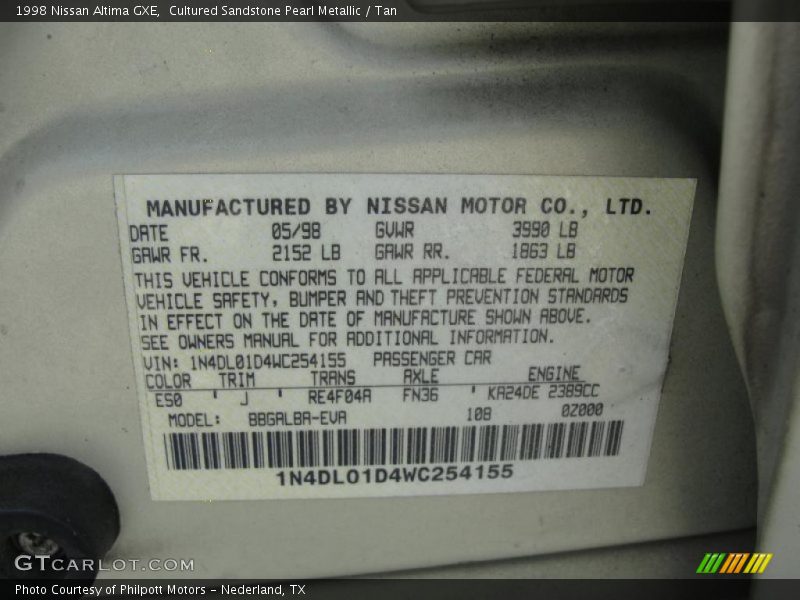 1998 Nissan Altima GXE,  Cultured Sandstone Pearl Metallic / Tan
MANUFACTURED BY NISSAN MOTOR CO., LTD.
DATE 05/98 GVWR 3990 LB
GAWR FR. 2152 LB GAWR RR. 1863 LB
THIS VEHICLE CONFORMS TO ALL APPLICABLE FEDERAL MOTOR
VEHICLE SAFETY, BUMPER AND THEFT PREVENTION STANDARDS
IN EFFECT ON THE DATE OF MANUFACTURE SHOWN ABOVE.
SEE OWNERS MANUAL FOR ADDITIONAL INFORMATION.
VIN: 1N4DL01D4WC254155 PASSENGER CAR
COLOR TRIM TRANS AXLE ENGINE
ES0 ' J ' RE4F04A FN36 ' KA24DE 2389CC
MODEL: BBGALBA-EVA 108 0Z000
1N4DL01D4WC254155
GTCARLOT.COM
Photo Courtesy of Philpott Motors - Nederland, TX